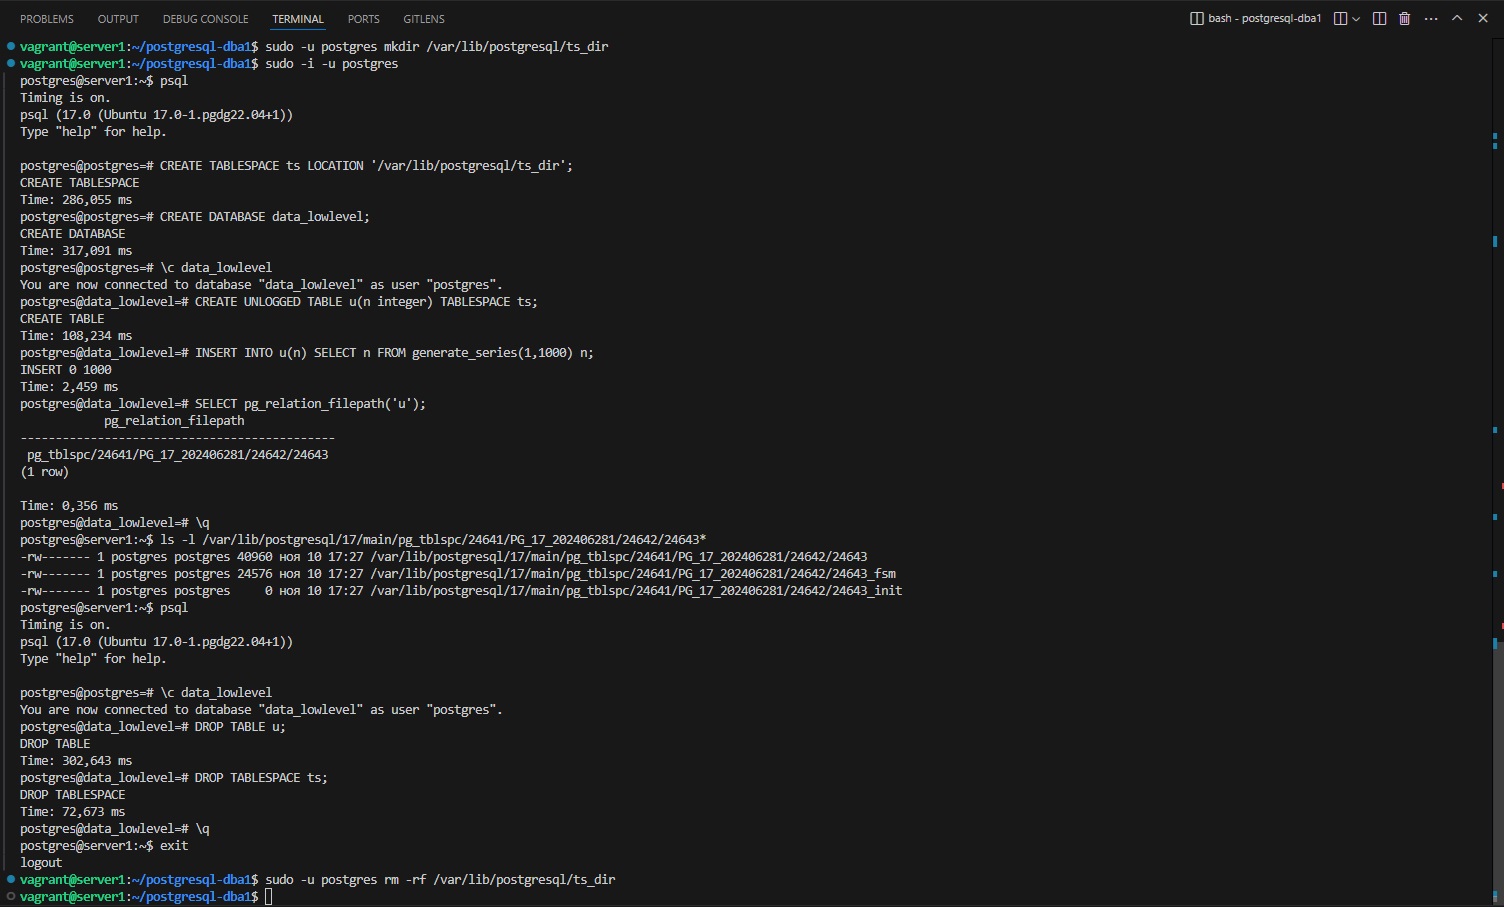 PROBLEMS OUTPUT DEBUG CONSOLE TERMINAL PORTS GITLENS bash - postgresql-dba1
vagrant@server1:~/postgresql-dba1$ sudo -u postgres mkdir /var/lib/postgresql/ts_dir
vagrant@server1:~/postgresql-dba1$ sudo -i -u postgres
postgres@server1:~$ psql
Timing is on.
psql (17.0 (Ubuntu 17.0-1.pgdg22.04+1))
Type "help" for help.
postgres@postgres=# CREATE TABLESPACE ts LOCATION '/var/lib/postgresql/ts_dir';
CREATE TABLESPACE
Time: 286,055 ms
postgres@postgres=# CREATE DATABASE data_lowlevel;
CREATE DATABASE
Time: 317,091 ms
postgres@postgres=# \c data_lowlevel
You are now connected to database "data_lowlevel" as user "postgres".
postgres@data_lowlevel=# CREATE UNLOGGED TABLE u(n integer) TABLESPACE ts;
CREATE TABLE
Time: 108,234 ms
postgres@data_lowlevel=# INSERT INTO u(n) SELECT n FROM generate_series(1,1000) n;
INSERT 0 1000
Time: 2,459 ms
postgres@data_lowlevel=# SELECT pg_relation_filepath('u');
pg_relation_filepath
---------------------------------------------
pg_tblspc/24641/PG_17_202406281/24642/24643
(1 row)
Time: 0,356 ms
postgres@data_lowlevel=# \q
postgres@server1:~$ ls -l /var/lib/postgresql/17/main/pg_tblspc/24641/PG_17_202406281/24642/24643*
-rw------- 1 postgres postgres 40960 ноя 10 17:27 /var/lib/postgresql/17/main/pg_tblspc/24641/PG_17_202406281/24642/24643
-rw------- 1 postgres postgres 24576 ноя 10 17:27 /var/lib/postgresql/17/main/pg_tblspc/24641/PG_17_202406281/24642/24643_fsm
-rw------- 1 postgres postgres 0 ноя 10 17:27 /var/lib/postgresql/17/main/pg_tblspc/24641/PG_17_202406281/24642/24643_init
postgres@server1:~$ psql
Timing is on.
psql (17.0 (Ubuntu 17.0-1.pgdg22.04+1))
Type "help" for help.
postgres@postgres=# \c data_lowlevel
You are now connected to database "data_lowlevel" as user "postgres".
postgres@data_lowlevel=# DROP TABLE u;
DROP TABLE
Time: 302,643 ms
postgres@data_lowlevel=# DROP TABLESPACE ts;
DROP TABLESPACE
Time: 72,673 ms
postgres@data_lowlevel=# \q
postgres@server1:~$ exit
logout
vagrant@server1:~/postgresql-dba1$ sudo -u postgres rm -rf /var/lib/postgresql/ts_dir
vagrant@server1:~/postgresql-dba1$